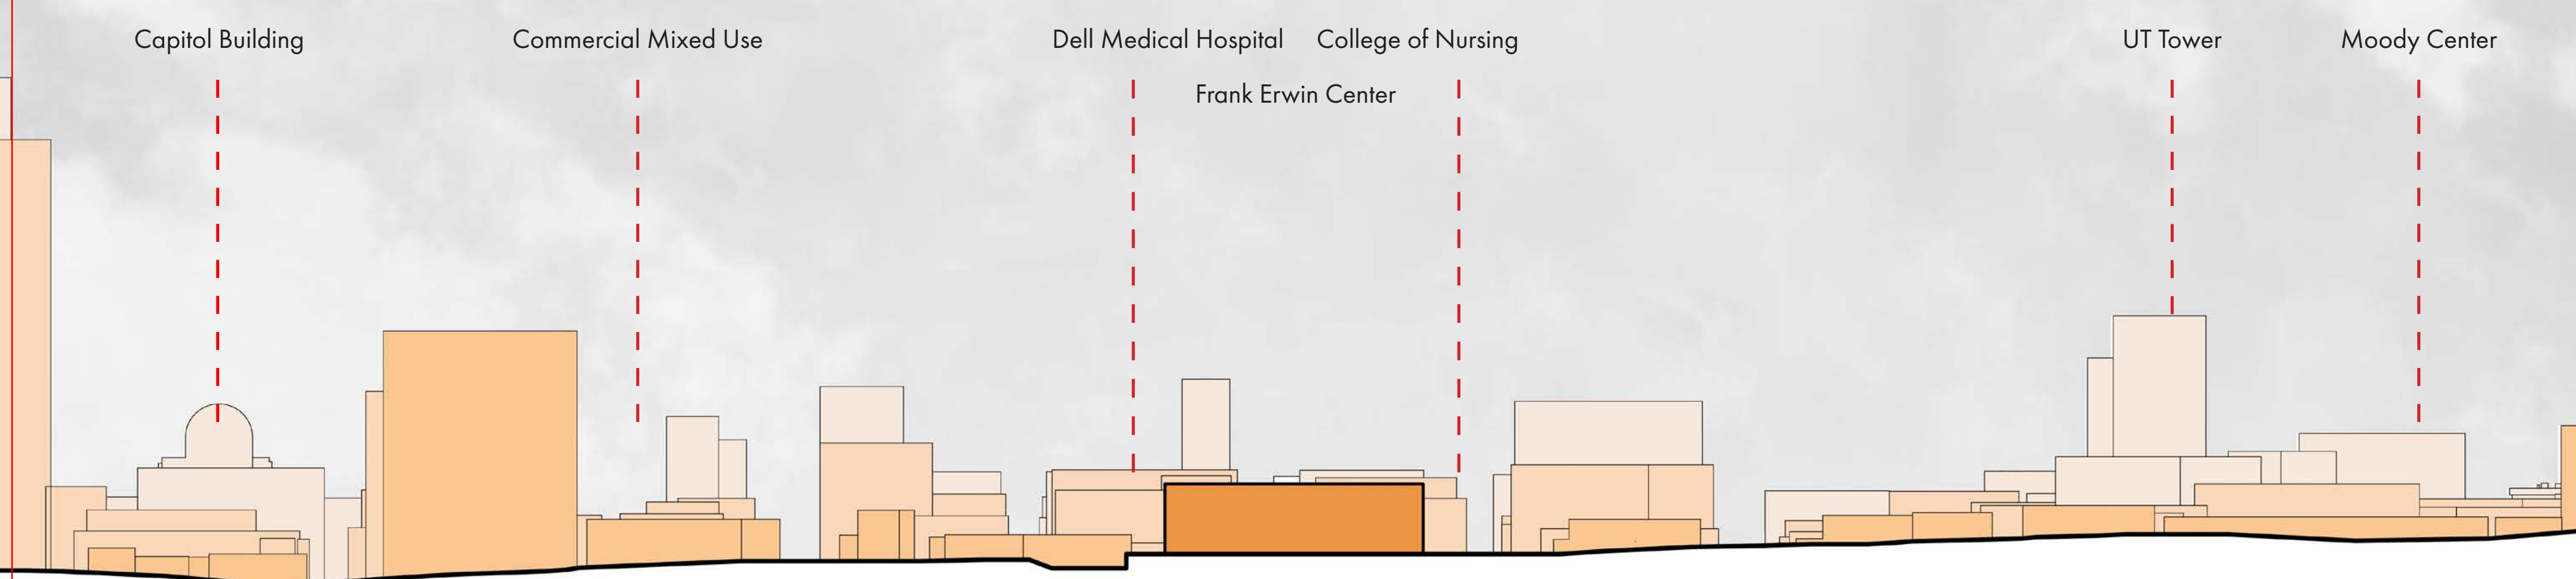 Capitol Building
Commercial Mixed Use
Dell Medical Hospital
College of Nursing
Frank Erwin Center
UT Tower
Moody Center